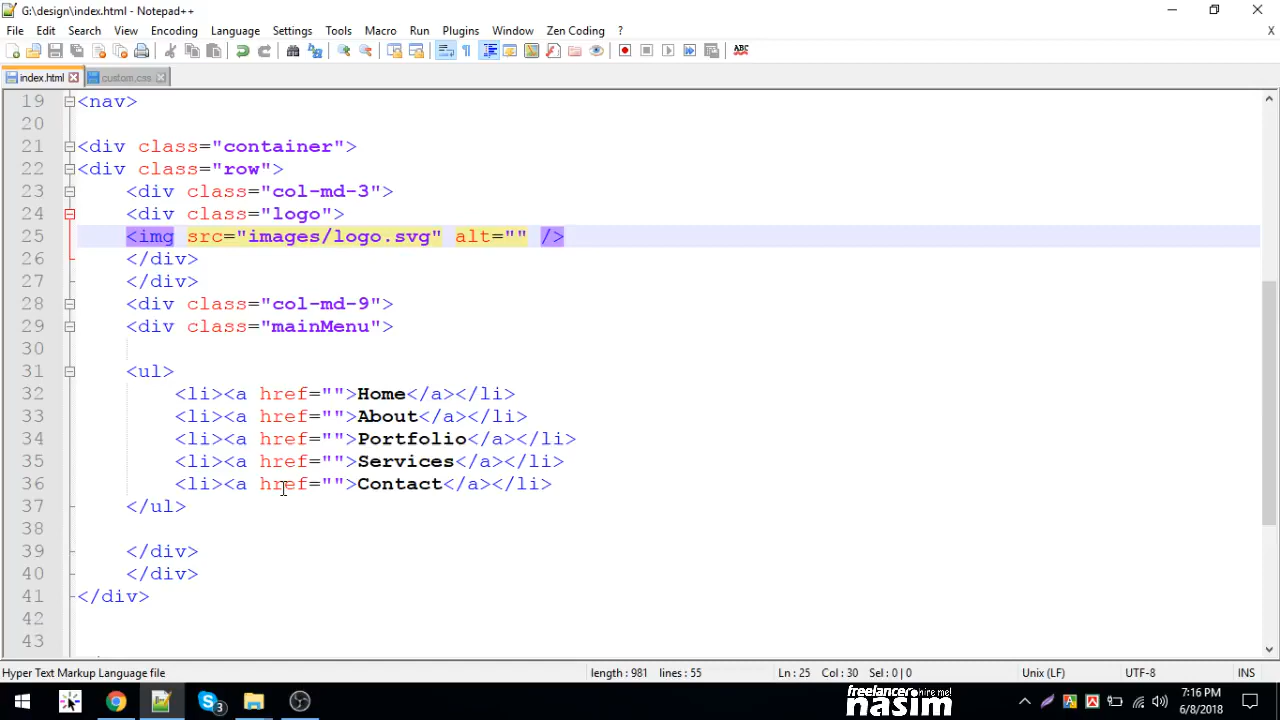 G:\design\index.html - Notepad++
File Edit Search View Encoding Language Settings Tools Macro Run Plugins Window Zen Coding ? X
index.html custom.css
19 <nav>
20
21 <div class="container">
22 <div class="row">
23 <div class="col-md-3">
24 <div class="logo">
25 <img src="images/logo.svg" alt="" />
26 </div>
27 </div>
28 <div class="col-md-9">
29 <div class="mainMenu">
30
31 <ul>
32 <li><a href="">Home</a></li>
33 <li><a href="">About</a></li>
34 <li><a href="">Portfolio</a></li>
35 <li><a href="">Services</a></li>
36 <li><a href="">Contact</a></li>
37 </ul>
38
39 </div>
40 </div>
41 </div>
42
43
Hyper Text Markup Language file length : 981 lines : 55 Ln : 25 Col : 30 Sel : 0 | 0 Unix (LF) UTF-8 INS
freelancer nasim hire me!
7:16 PM
6/8/2018